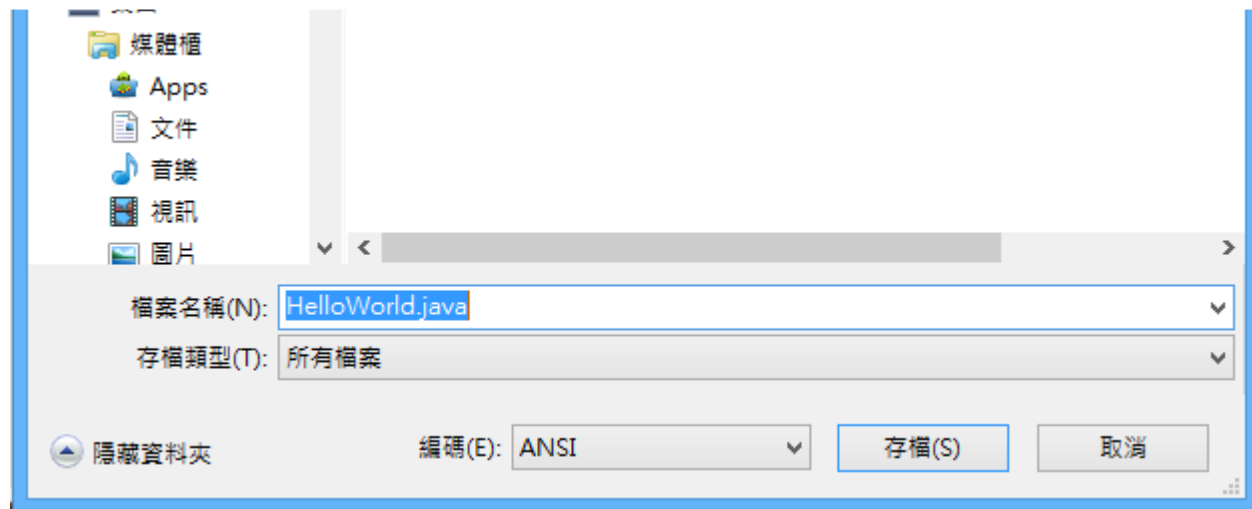 媒體櫃
Apps
文件
音樂
視訊
圖片
檔案名稱(N): HelloWorld.java
存檔類型(T): 所有檔案
隱藏資料夾 編碼(E): ANSI 存檔(S) 取消